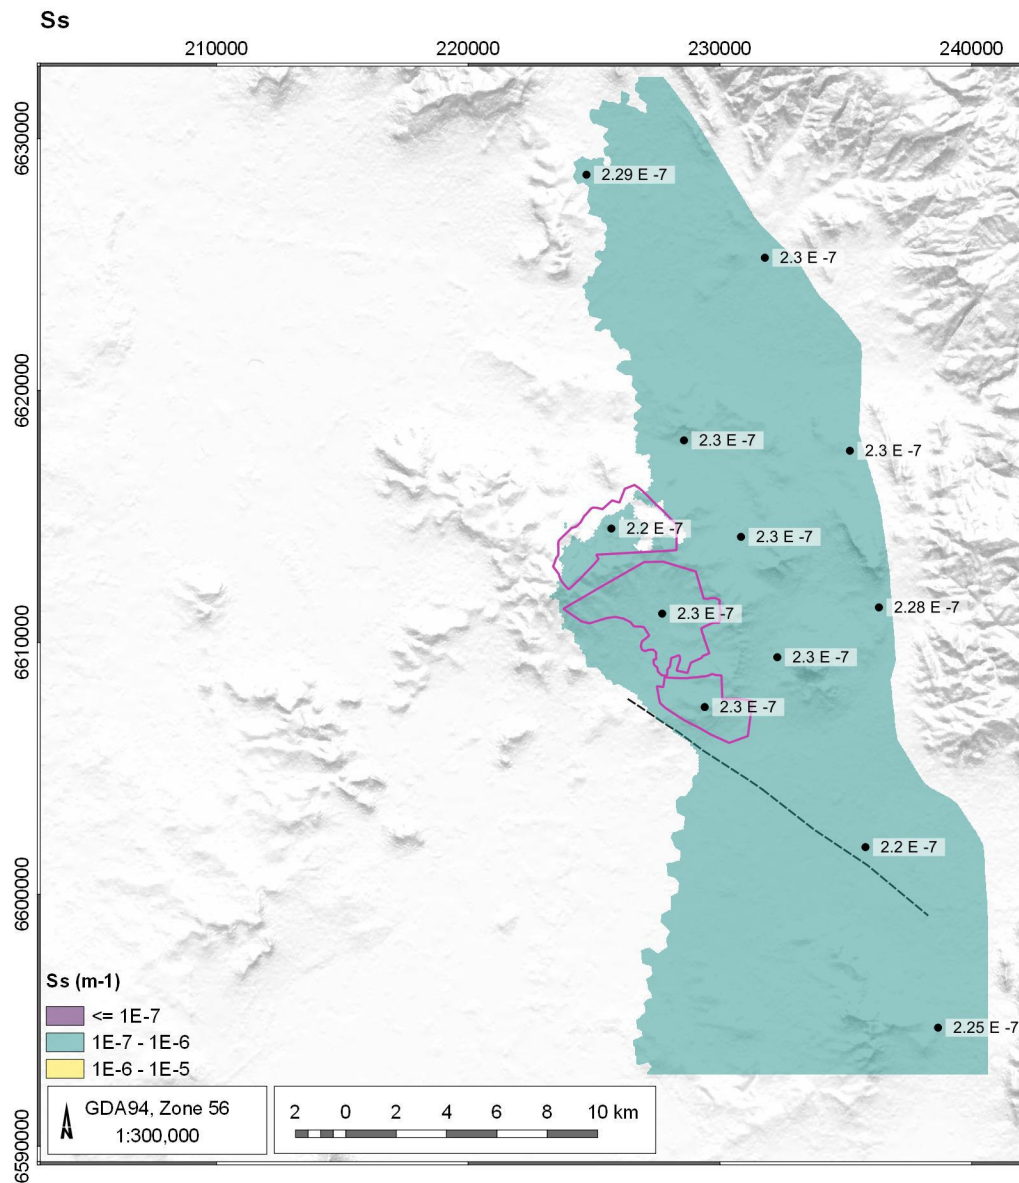 Ss
210000 220000 230000 240000
6630000
2.29 E -7
2.3 E -7
6620000
2.3 E -7
2.3 E -7
2.2 E -7
2.3 E -7
2.28 E -7
2.3 E -7
6610000
2.3 E -7
2.3 E -7
2.2 E -7
6600000
2.25 E -7
6590000
Ss (m-1)
<= 1E-7
1E-7 - 1E-6
1E-6 - 1E-5
N
GDA94, Zone 56
1:300,000
2 0 2 4 6 8 10 km